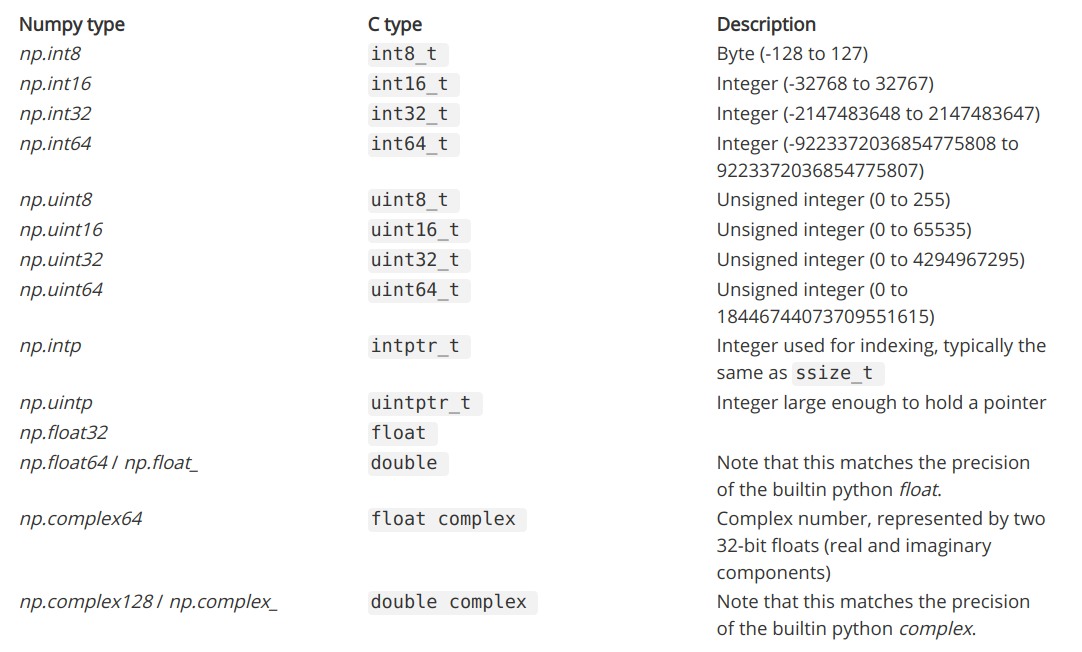 Numpy type C type Description
np.int8 int8_t Byte (-128 to 127)
np.int16 int16_t Integer (-32768 to 32767)
np.int32 int32_t Integer (-2147483648 to 2147483647)
np.int64 int64_t Integer (-9223372036854775808 to
9223372036854775807)
np.uint8 uint8_t Unsigned integer (0 to 255)
np.uint16 uint16_t Unsigned integer (0 to 65535)
np.uint32 uint32_t Unsigned integer (0 to 4294967295)
np.uint64 uint64_t Unsigned integer (0 to
18446744073709551615)
np.intp intptr_t Integer used for indexing, typically the
same as ssize_t
np.uintp uintptr_t Integer large enough to hold a pointer
np.float32 float
np.float64 / np.float_ double Note that this matches the precision
of the builtin python float.
np.complex64 float complex Complex number, represented by two
32-bit floats (real and imaginary
components)
np.complex128 / np.complex_ double complex Note that this matches the precision
of the builtin python complex.